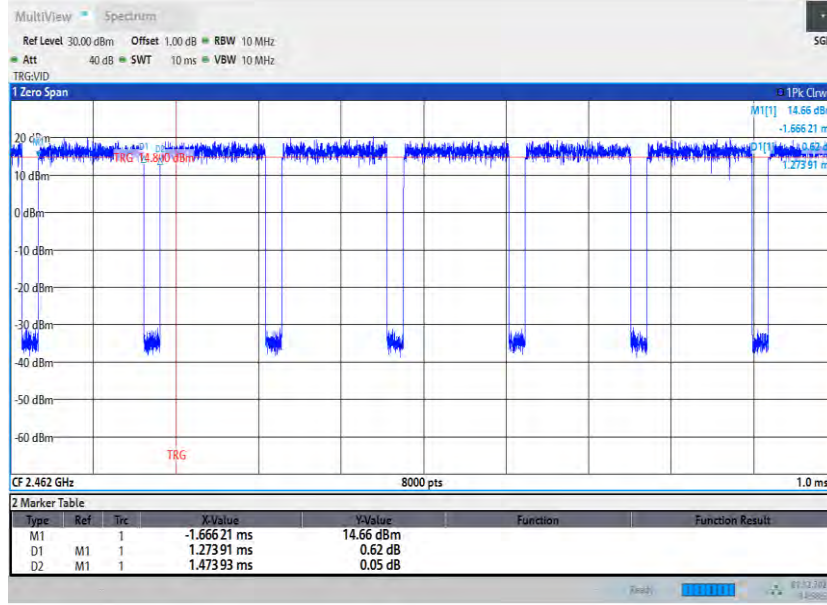 MultiView Spectrum
Ref Level 30.00 dBm Offset 1.00 dB RBW 10 MHz
SGL
Att 40 dB SWT 10 ms VBW 10 MHz
TRG:VID
1 Zero Span 1Pk Clrw
M1[1] 14.66 dBm
-1.666 21 m
20 dBm
D1[1] 0.62 d
TRG 14.800 dBm
1.273 91 m
10 dBm
0 dBm
-10 dBm
-20 dBm
-30 dBm
-40 dBm
-50 dBm
-60 dBm
TRG
CF 2.462 GHz 8000 pts 1.0 ms
2 Marker Table
Type Ref Trc X-Value Y-Value Function Function Result
M1 1 -1.666 21 ms 14.66 dBm
D1 M1 1 1.273 91 ms 0.62 dB
D2 M1 1 1.473 93 ms 0.05 dB
Ready